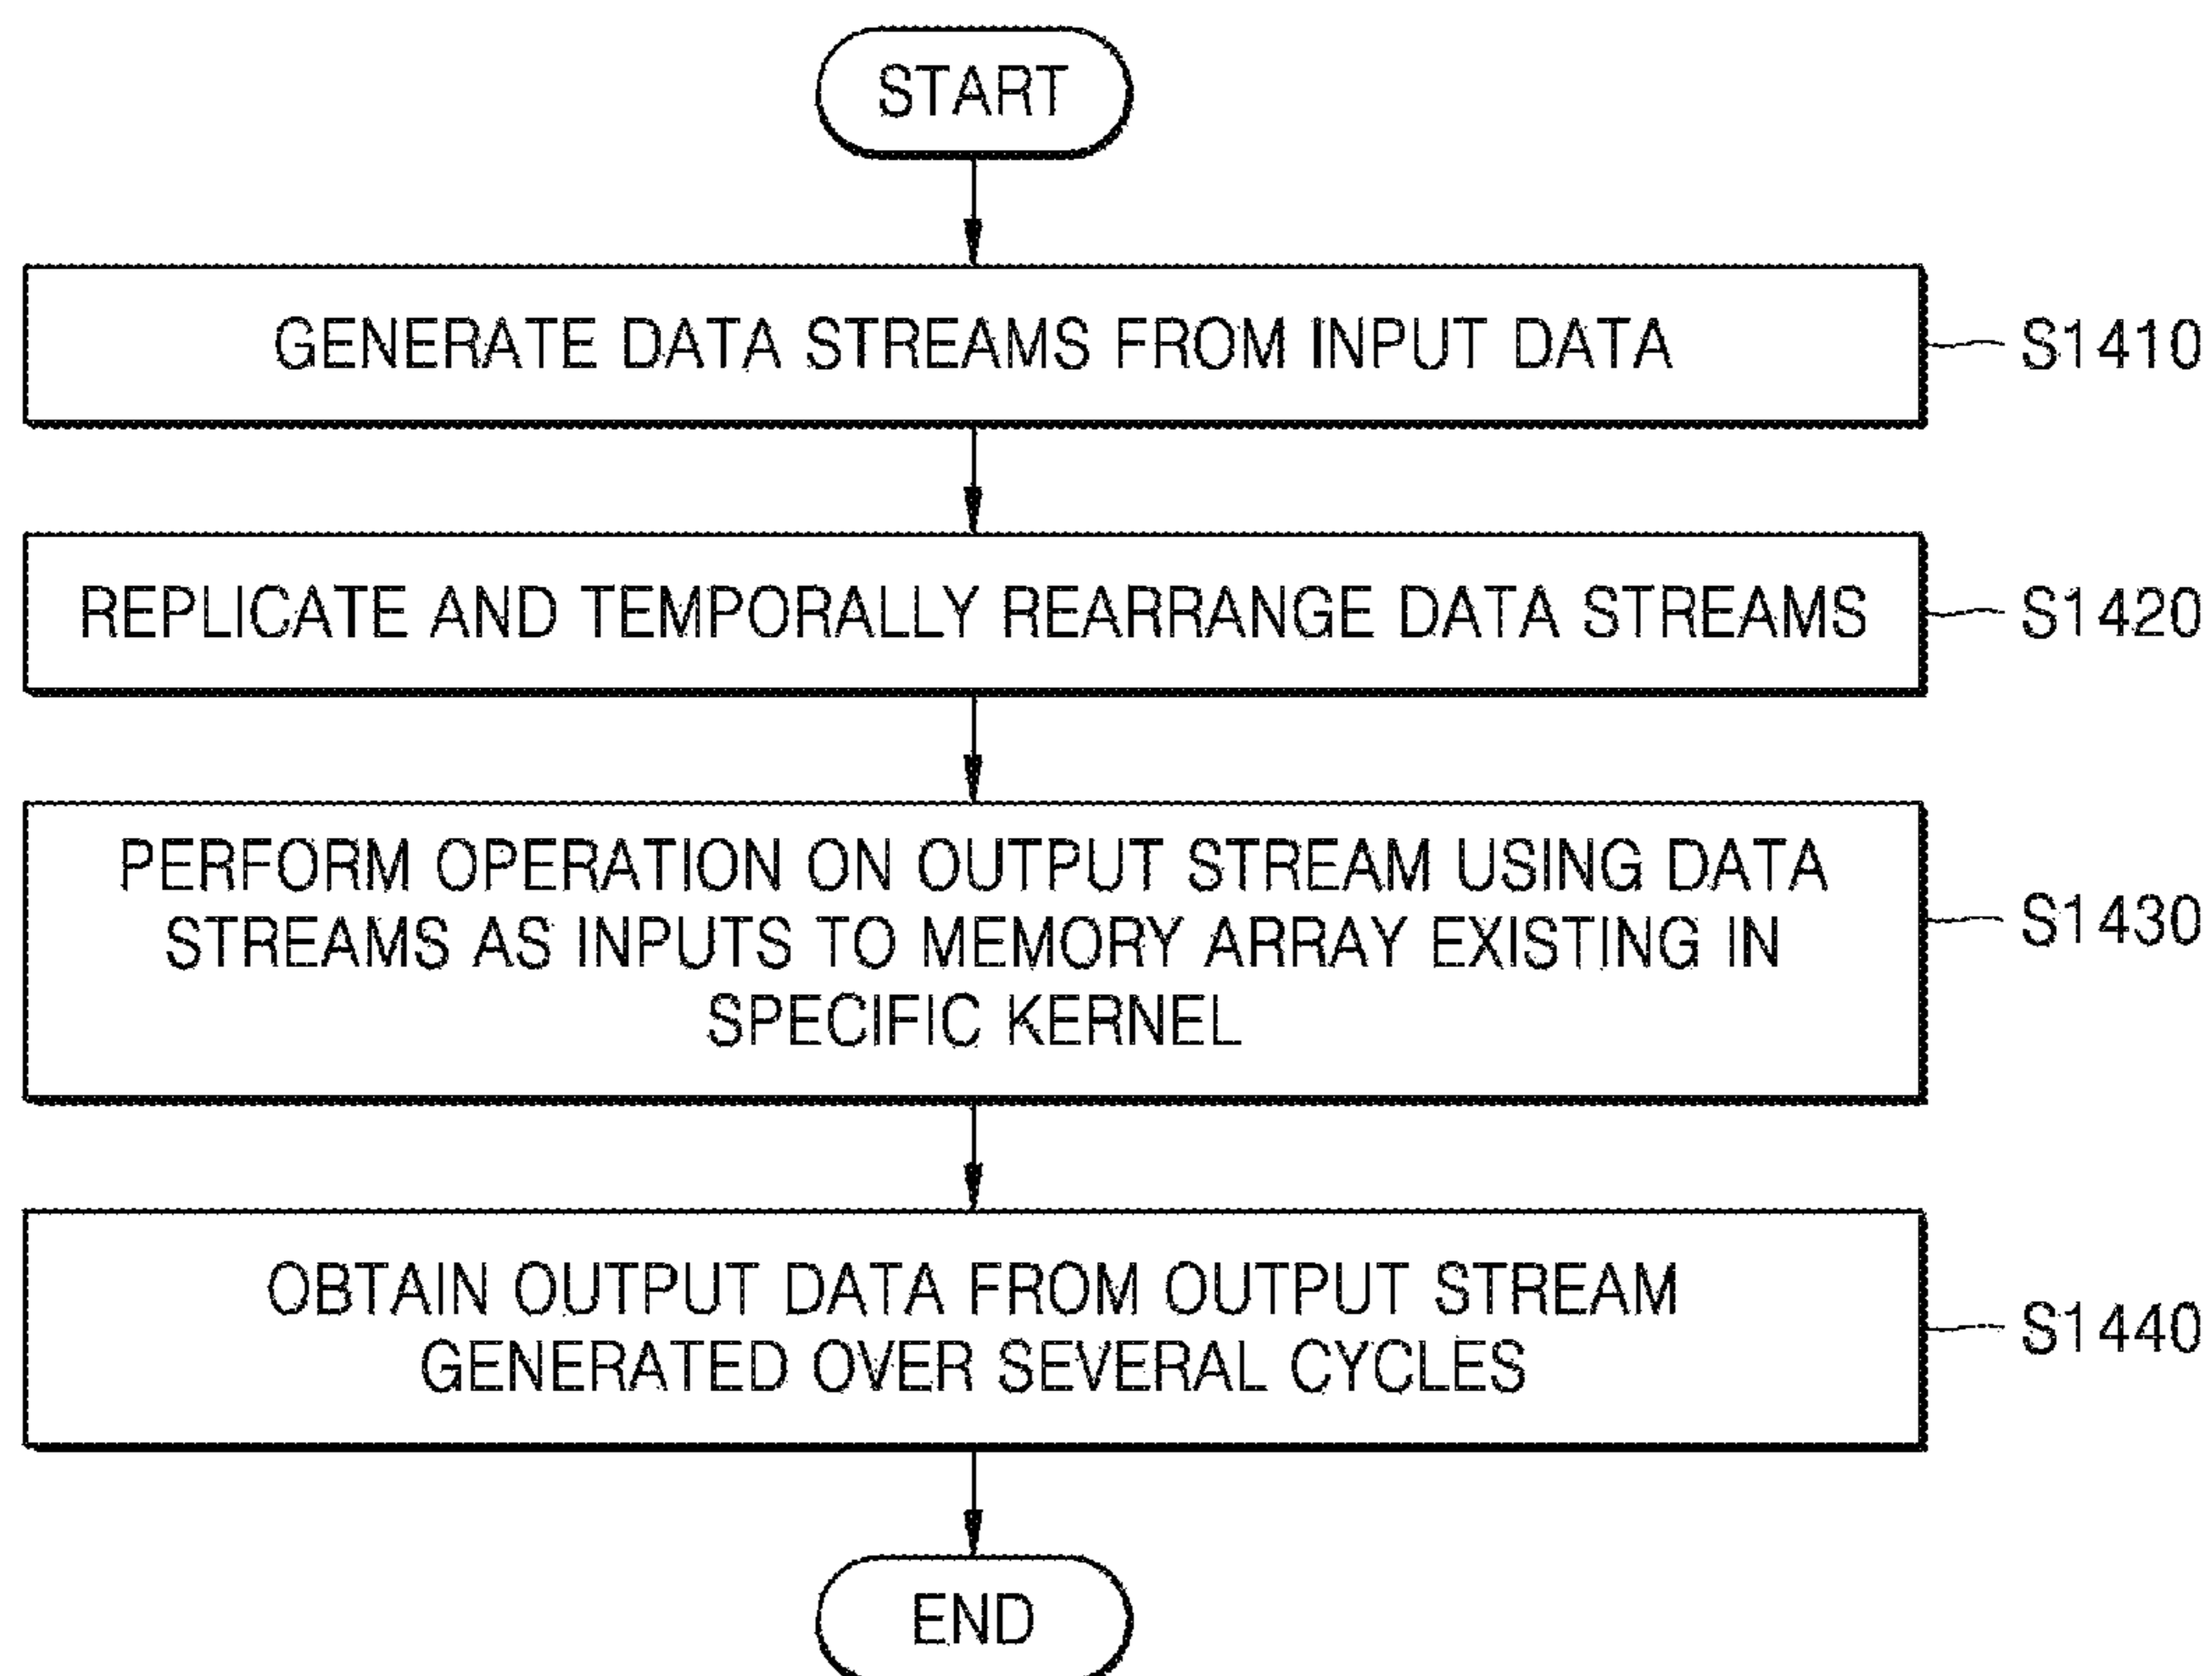 START
GENERATE DATA STREAMS FROM INPUT DATA
S1410
REPLICATE AND TEMPORALLY REARRANGE DATA STREAMS
S1420
PERFORM OPERATION ON OUTPUT STREAM USING DATA
STREAMS AS INPUTS TO MEMORY ARRAY EXISTING IN
SPECIFIC KERNEL
S1430
OBTAIN OUTPUT DATA FROM OUTPUT STREAM
GENERATED OVER SEVERAL CYCLES
S1440
END